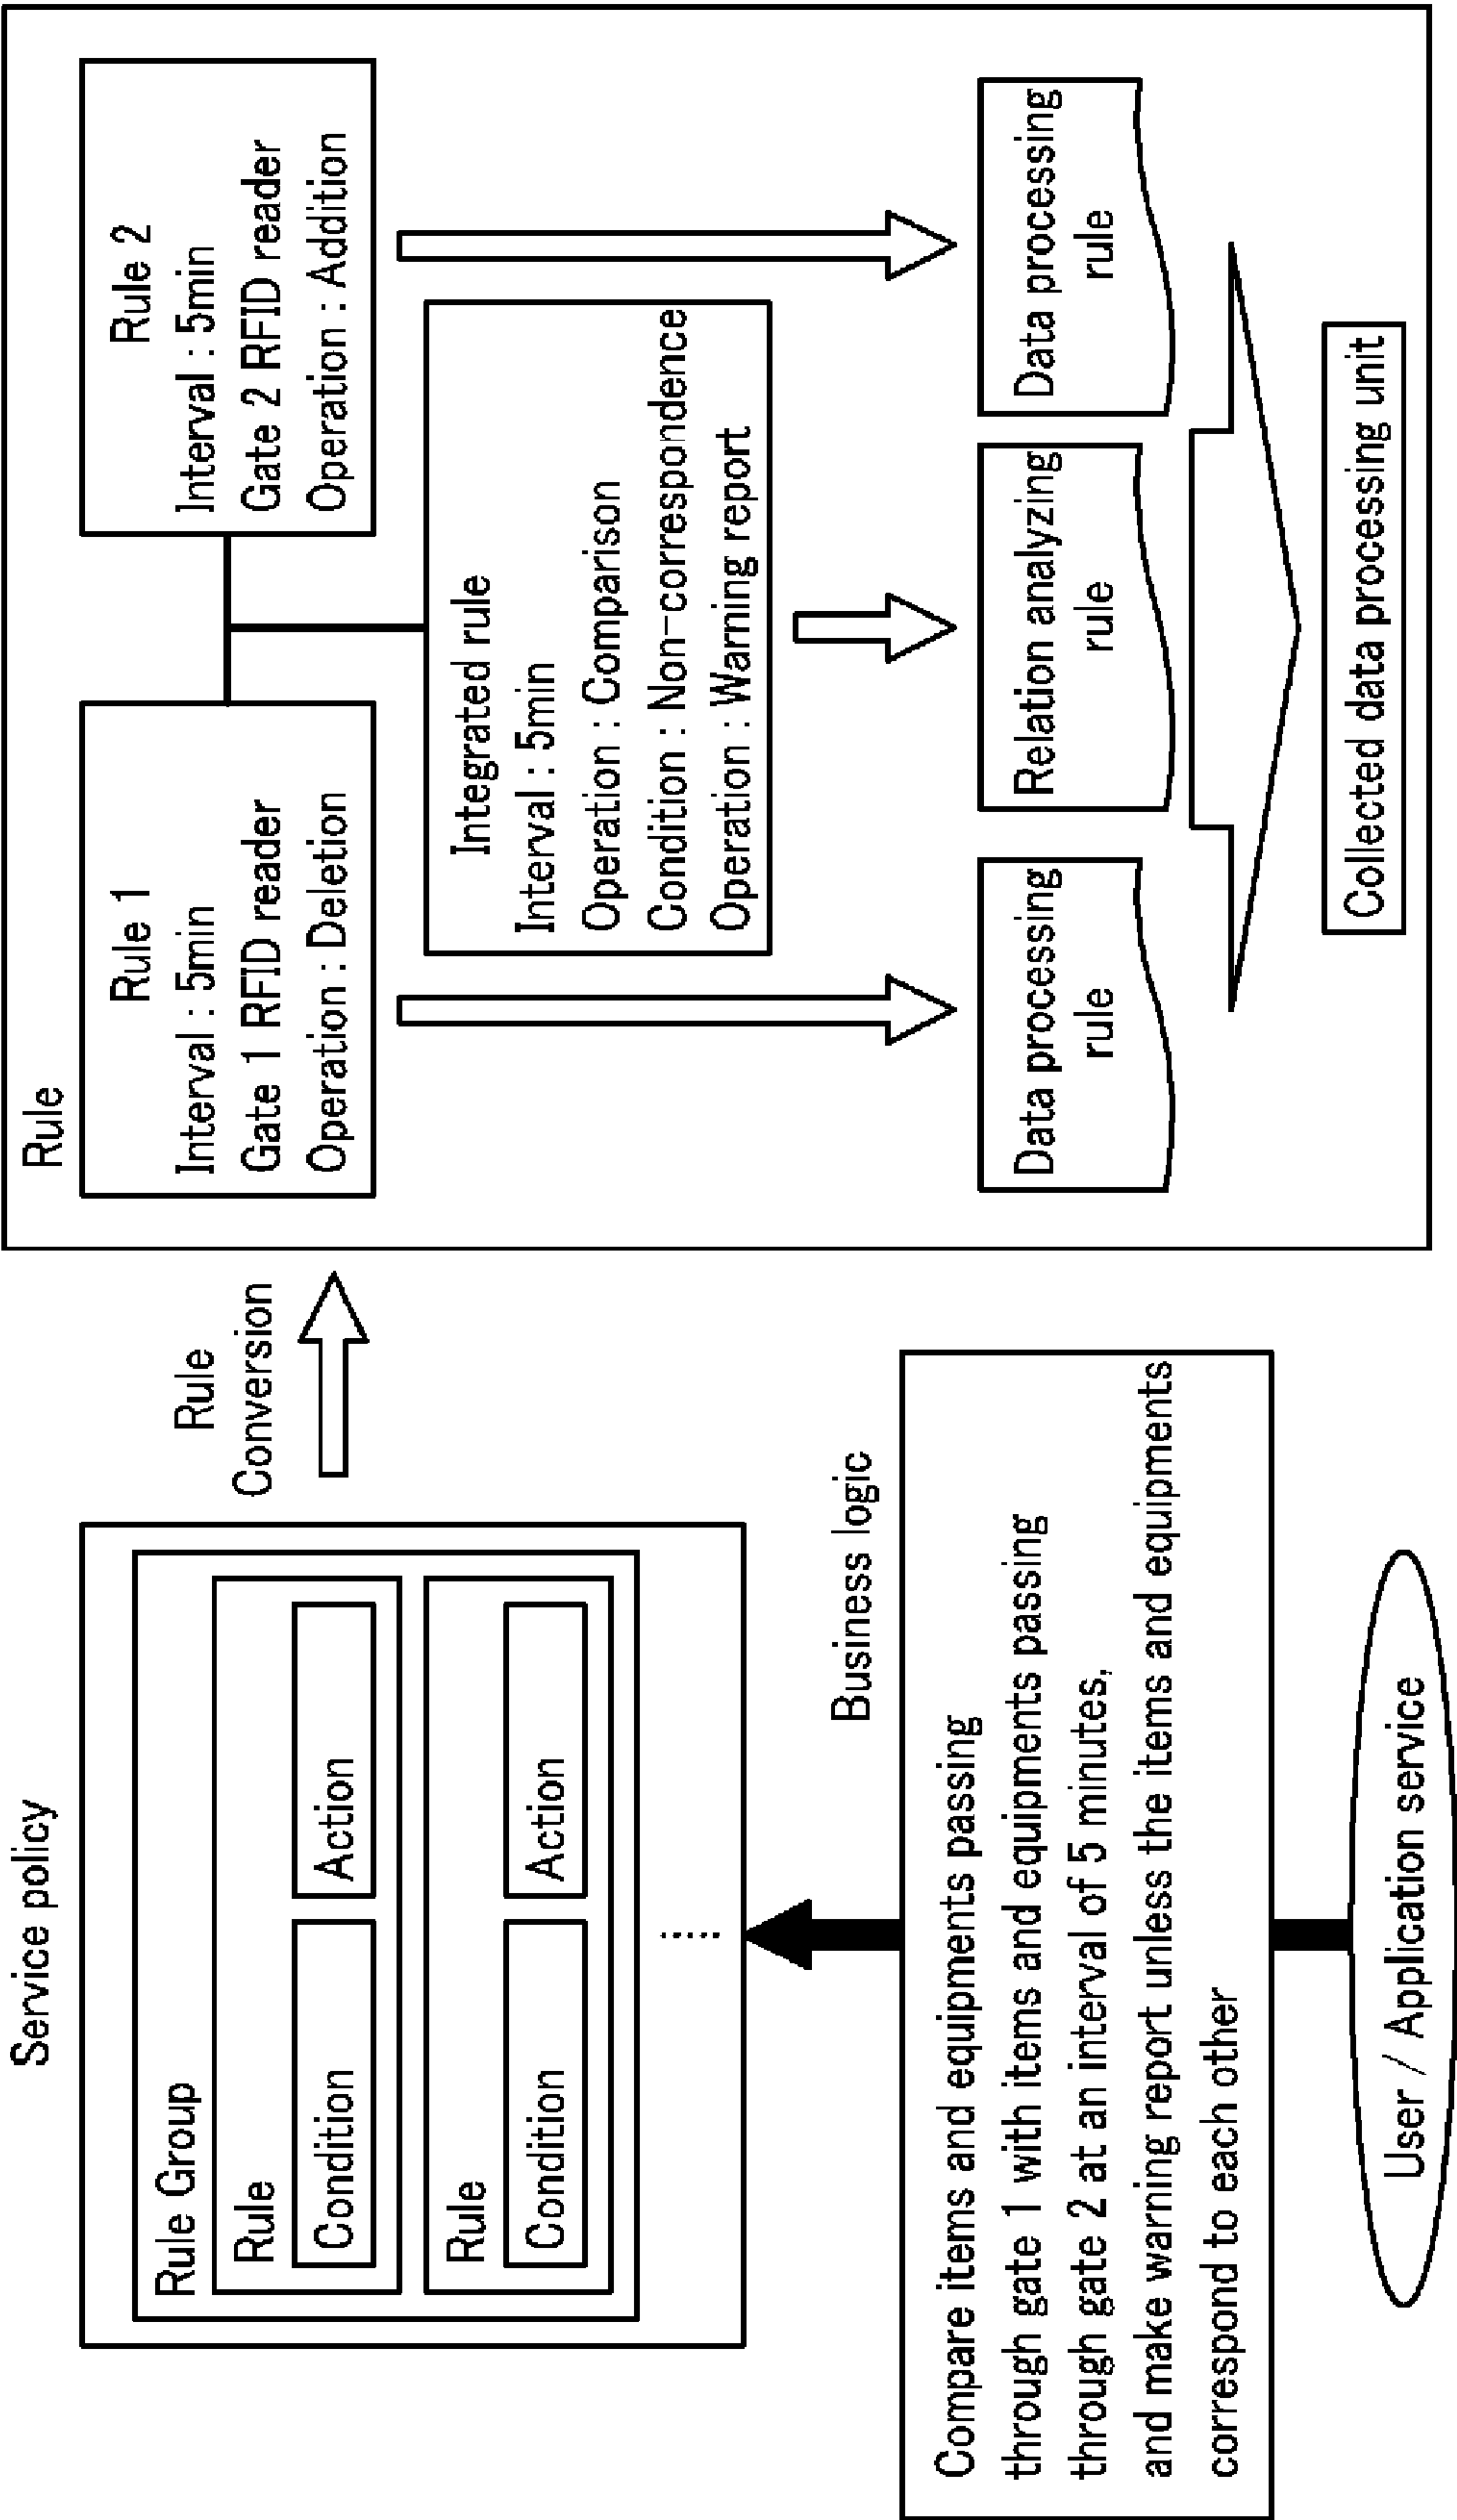 Service policy
Rule Group
Rule
Condition
Action
Rule
Condition
Action
Business logic
Compare items and equipments passing
through gate 1 with items and equipments passing
through gate 2 at an interval of 5 minutes,
and make warning report unless the items and equipments
correspond to each other
User / Application service
Rule
Conversion
Rule
Rule 1
Interval : 5min
Gate 1 RFID reader
Operation : Deletion
Rule 2
Interval : 5min
Gate 2 RFID reader
Operation : Addition
Integrated rule
Interval : 5min
Operation : Comparison
Condition : Non-correspondence
Operation : Warning report
Data processing
rule
Relation analyzing
rule
Data processing
rule
Collected data processing unit